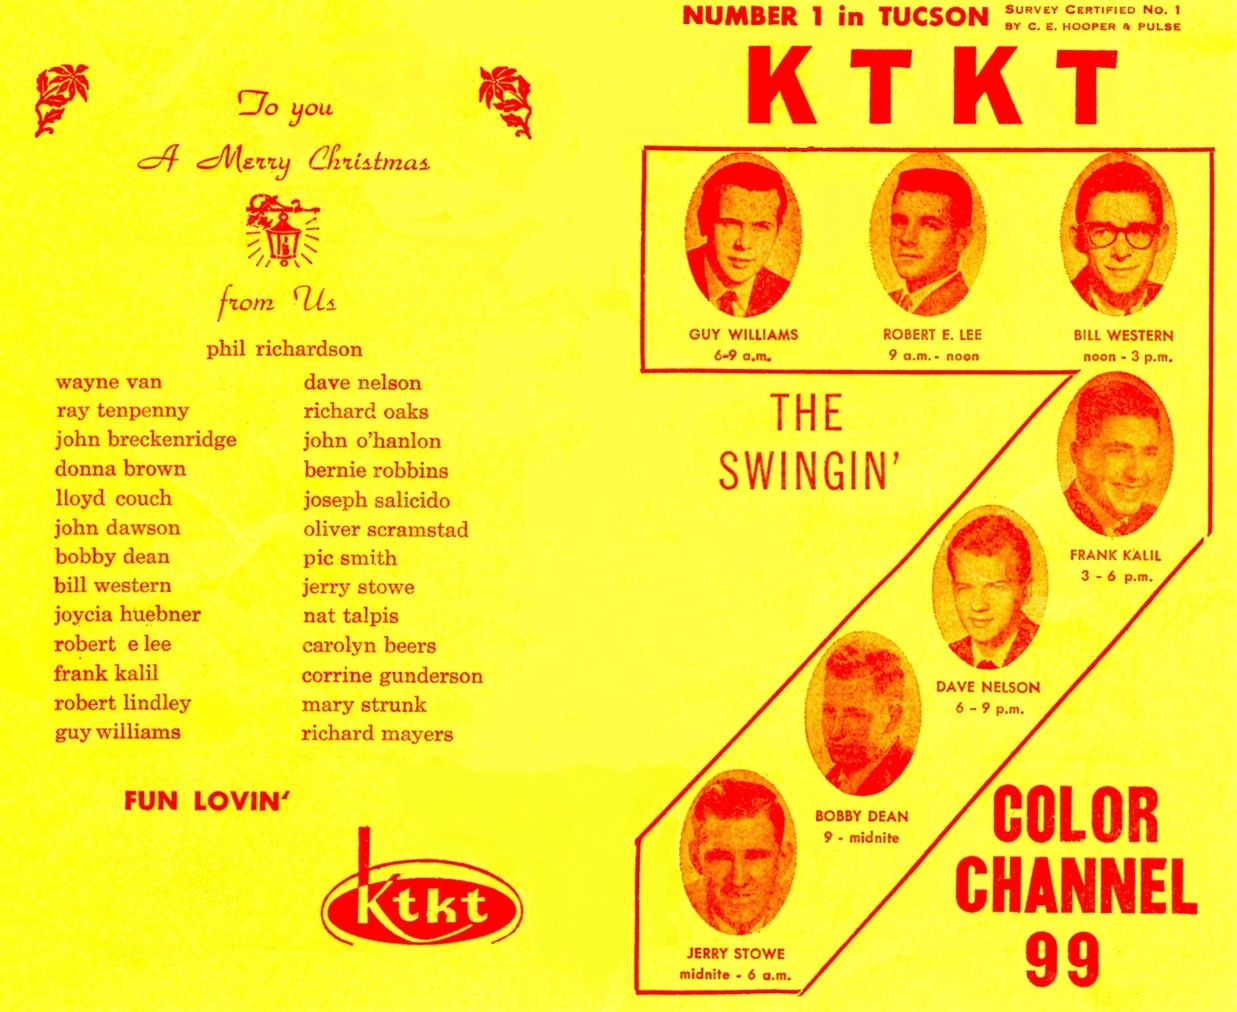 To you
A Merry Christmas
from Us
phil richardson
wayne van
ray tenpenny
john breckenridge
donna brown
lloyd couch
john dawson
bobby dean
bill western
joycia huebner
robert e lee
frank kalil
robert lindley
guy williams
dave nelson
richard oaks
john o'hanlon
bernie robbins
joseph salicido
oliver scramstad
pic smith
jerry stowe
nat talpis
carolyn beers
corrine gunderson
mary strunk
richard mayers
FUN LOVIN'
Ktkt
NUMBER 1 in TUCSON
SURVEY CERTIFIED NO. 1
BY C. E. HOOPER & PULSE
KTKT
GUY WILLIAMS
6-9 a.m.
ROBERT E. LEE
9 a.m. - noon
BILL WESTERN
noon - 3 p.m.
THE
SWINGIN'
FRANK KALIL
3 - 6 p.m.
DAVE NELSON
6 - 9 p.m.
BOBBY DEAN
9 - midnite
JERRY STOWE
midnite - 6 a.m.
COLOR
CHANNEL
99